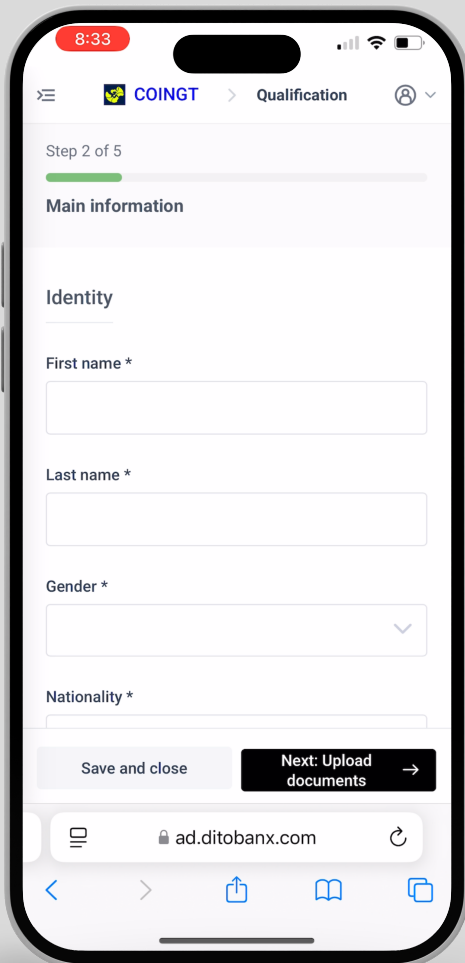 8:33
COINGT
Qualification
Step 2 of 5
Main information
Identity
First name *
Last name *
Gender *
Nationality *
Save and close
Next: Upload
documents
ad.ditobanx.com